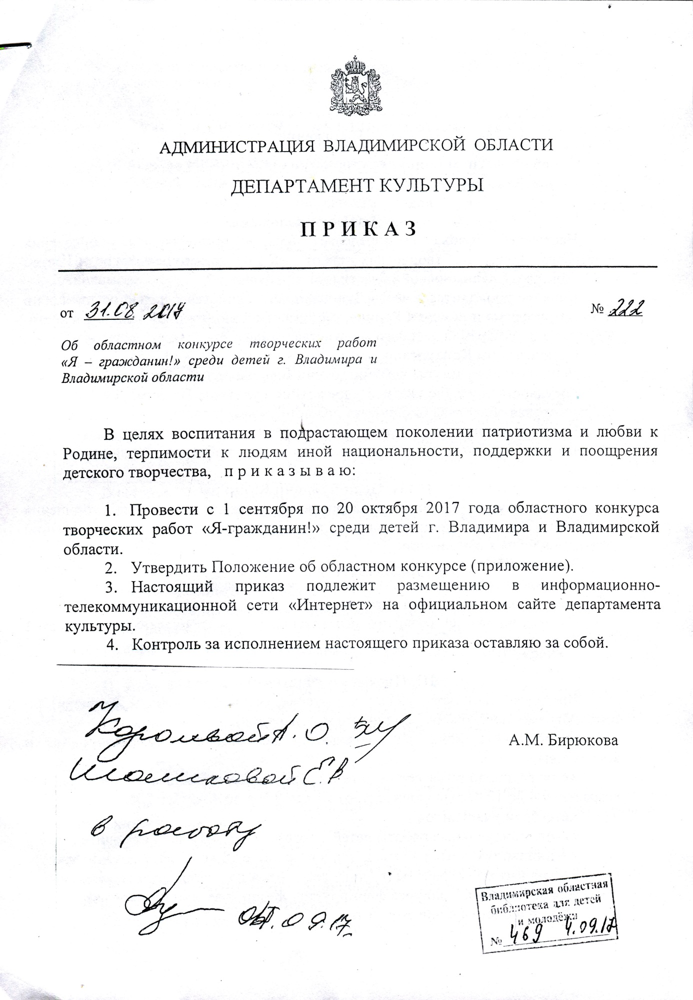 АДМИНИСТРАЦИЯ ВЛАДИМИРСКОЙ ОБЛАСТИ
ДЕПАРТАМЕНТ КУЛЬТУРЫ
П Р И К А З
от 31.08. 2017
№ 222
Об областном конкурсе творческих работ
«Я – гражданин!» среди детей г. Владимира и
Владимирской области
В целях воспитания в подрастающем поколении патриотизма и любви к
Родине, терпимости к людям иной национальности, поддержки и поощрения
детского творчества, п р и к а з ы в а ю:
1. Провести с 1 сентября по 20 октября 2017 года областного конкурса
творческих работ «Я-гражданин!» среди детей г. Владимира и Владимирской
области.
2. Утвердить Положение об областном конкурсе (приложение).
3. Настоящий приказ подлежит размещению в информационно-
телекоммуникационной сети «Интернет» на официальном сайте департамента
культуры.
4. Контроль за исполнением настоящего приказа оставляю за собой.
А.М. Бирюкова
А. О.
Е.В.
в работу
09.17
Владимирская областная
библиотека для детей
и молодёжи
№ 469 4.09.17